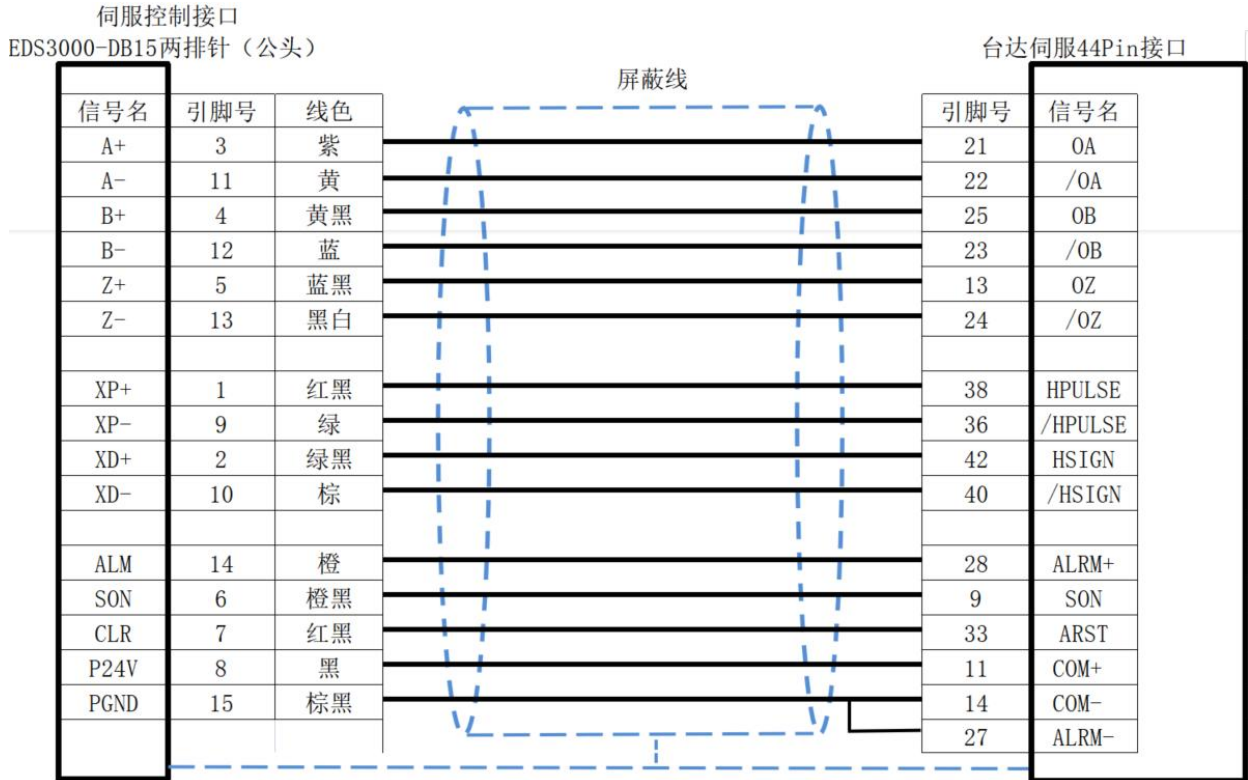 伺服控制接口
EDS3000-DB15两排针（公头）
台达伺服44Pin接口
屏蔽线
信号名 引脚号 线色 引脚号 信号名
A+ 3 紫 21 OA
A- 11 黄 22 /OA
B+ 4 黄黑 25 OB
B- 12 蓝 23 /OB
Z+ 5 蓝黑 13 OZ
Z- 13 黑白 24 /OZ
XP+ 1 红黑 38 HPULSE
XP- 9 绿 36 /HPULSE
XD+ 2 绿黑 42 HSIGN
XD- 10 棕 40 /HSIGN
ALM 14 橙 28 ALRM+
SON 6 橙黑 9 SON
CLR 7 红黑 33 ARST
P24V 8 黑 11 COM+
PGND 15 棕黑 14 COM-
27 ALRM-